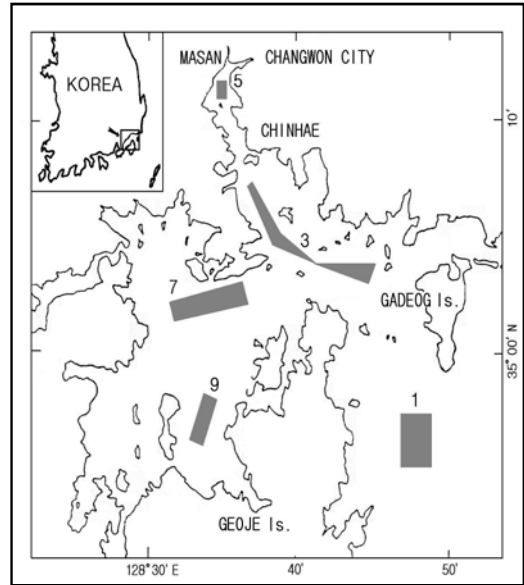 MASAN
CHANGWON CITY
KOREA
5
10'
CHINHAE
3
7
GADEOG Is.
35° 00'
9
1
GEOJE Is.
128° 30' E
40'
50'